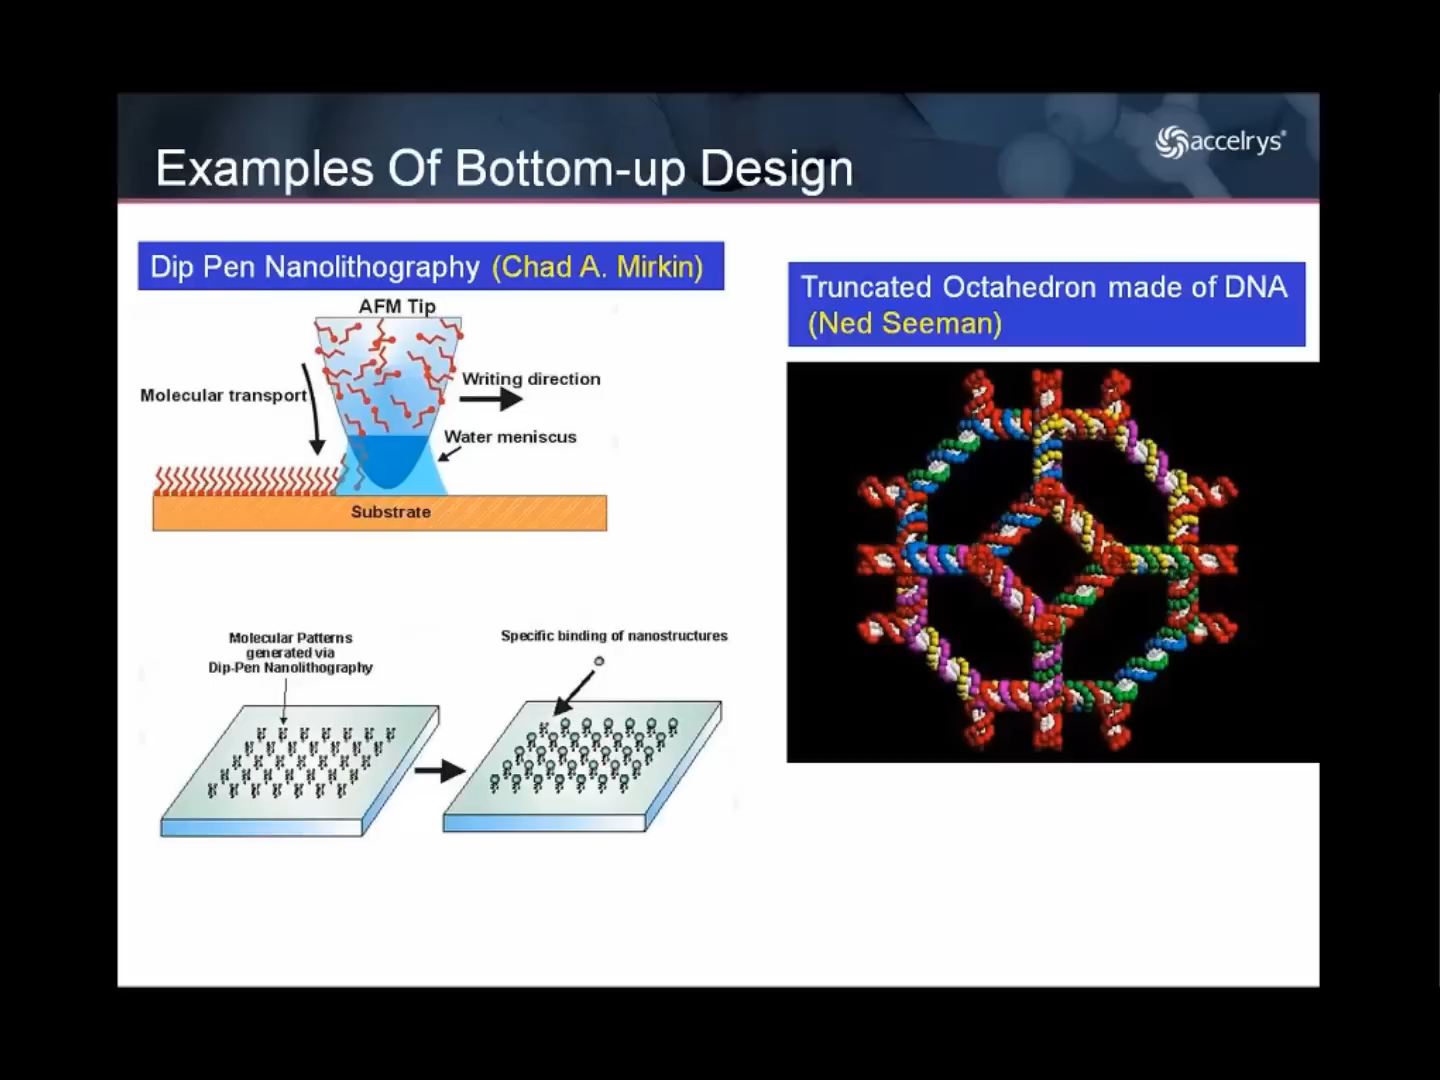 accelrys®
Examples Of Bottom-up Design
Dip Pen Nanolithography (Chad A. Mirkin)
AFM Tip
Molecular transport
Writing direction
Water meniscus
Substrate
Molecular Patterns
generated via
Dip-Pen Nanolithography
Specific binding of nanostructures
Truncated Octahedron made of DNA
(Ned Seeman)